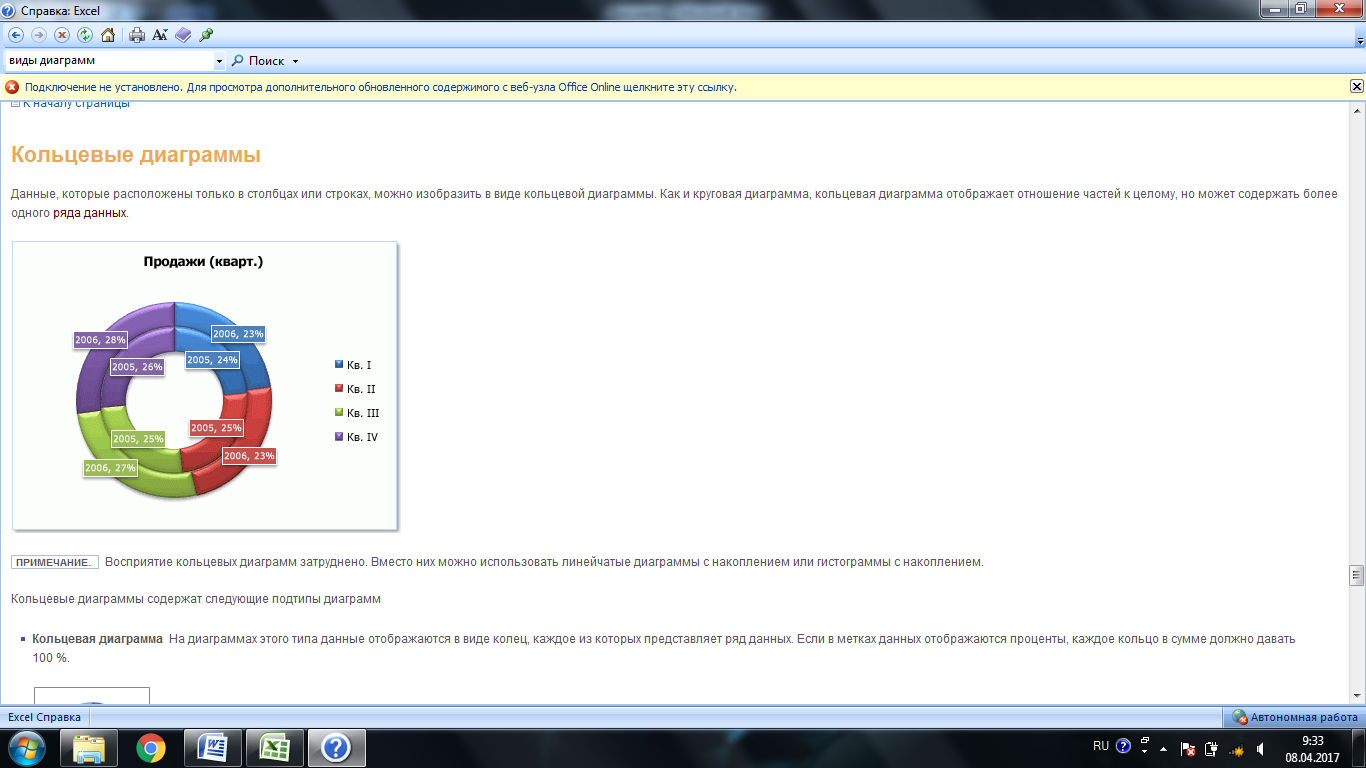 Справка: Excel
виды диаграмм
Поиск
Подключение не установлено. Для просмотра дополнительного обновленного содержимого с веб-узла Office Online щелкните эту ссылку.
К началу страницы
Кольцевые диаграммы
Данные, которые расположены только в столбцах или строках, можно изобразить в виде кольцевой диаграммы. Как и круговая диаграмма, кольцевая диаграмма отображает отношение частей к целому, но может содержать более
одного ряда данных.
Продажи (кварт.)
2006, 28%
2006, 23%
2005, 26%
2005, 24%
2005, 25%
2005, 25%
2006, 27%
2006, 23%
Кв. I
Кв. II
Кв. III
Кв. IV
ПРИМЕЧАНИЕ. Восприятие кольцевых диаграмм затруднено. Вместо них можно использовать линейчатые диаграммы с накоплением или гистограммы с накоплением.
Кольцевые диаграммы содержат следующие подтипы диаграмм
Кольцевая диаграмма На диаграммах этого типа данные отображаются в виде колец, каждое из которых представляет ряд данных. Если в метках данных отображаются проценты, каждое кольцо в сумме должно давать
100 %.
Excel Справка
Автономная работа
RU
9:33
08.04.2017